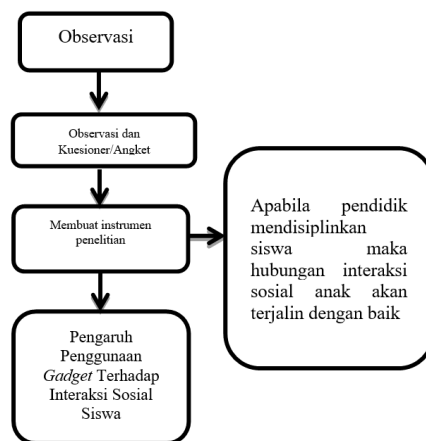 Observasi
Observasi dan
Kuesioner/Angket
Membuat instrumen
penelitian
Apabila pendidik
mendisiplinkan
siswa maka
hubungan interaksi
sosial anak akan
terjalin dengan baik
Pengaruh
Penggunaan
Gadget Terhadap
Interaksi Sosial
Siswa